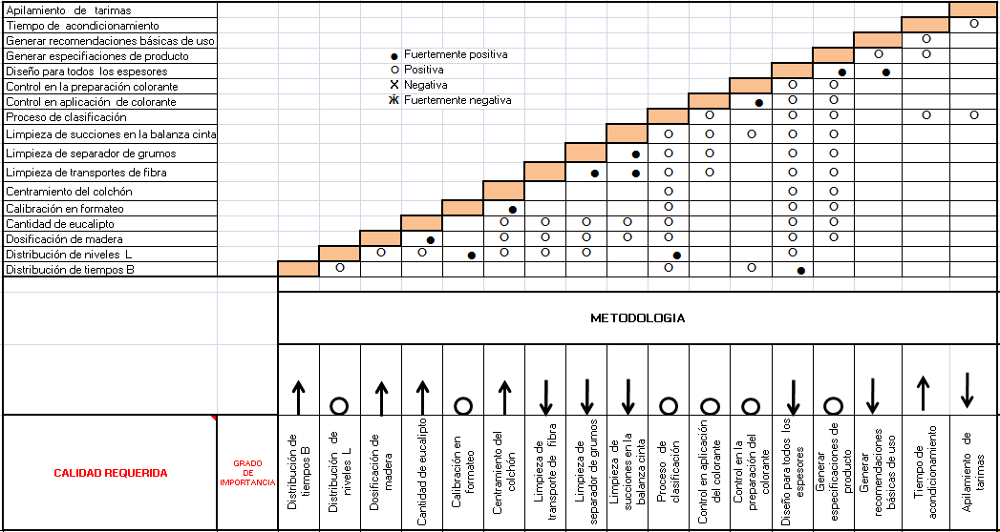 Apilamiento de tarimas
Tiempo de acondicionamiento
Generar recomendaciones básicas de uso
Generar especifiaciones de producto
Diseño para todos los espesores
Control en la preparación colorante
Control en aplicación de colorante
Proceso de clasificación
Limpieza de succiones en la balanza cinta
Limpieza de separador de grumos
Limpieza de transportes de fibra
Centramiento del colchón
Calibración en formateo
Cantidad de eucalipto
Dosificación de madera
Distribución de niveles L
Distribución de tiempos B
Fuertemente positiva
Positiva
Negativa
Fuertemente negativa
METODOLOGIA
CALIDAD REQUERIDA
GRADO
DE
IMPORTANCIA
Distribución de
tiempos B
Distribución de
niveles L
Dosificación de
madera
Cantidad de eucalipto
Calibración en
formateo
Centramiento del
colchón
Limpieza de
transporte de fibra
Limpieza de
separador de grumos
Limpieza de
succiones en la
balanza cinta
Proceso de
clasificación
Control en aplicación
del colorante
Control en la
preparación del
colorante
Diseño para todos los
espesores
Generar
especificaciones de
producto
Generar
recomendaciones
básicas de uso
Tiempo de
acondicionamiento
Apilamiento de
tarimas